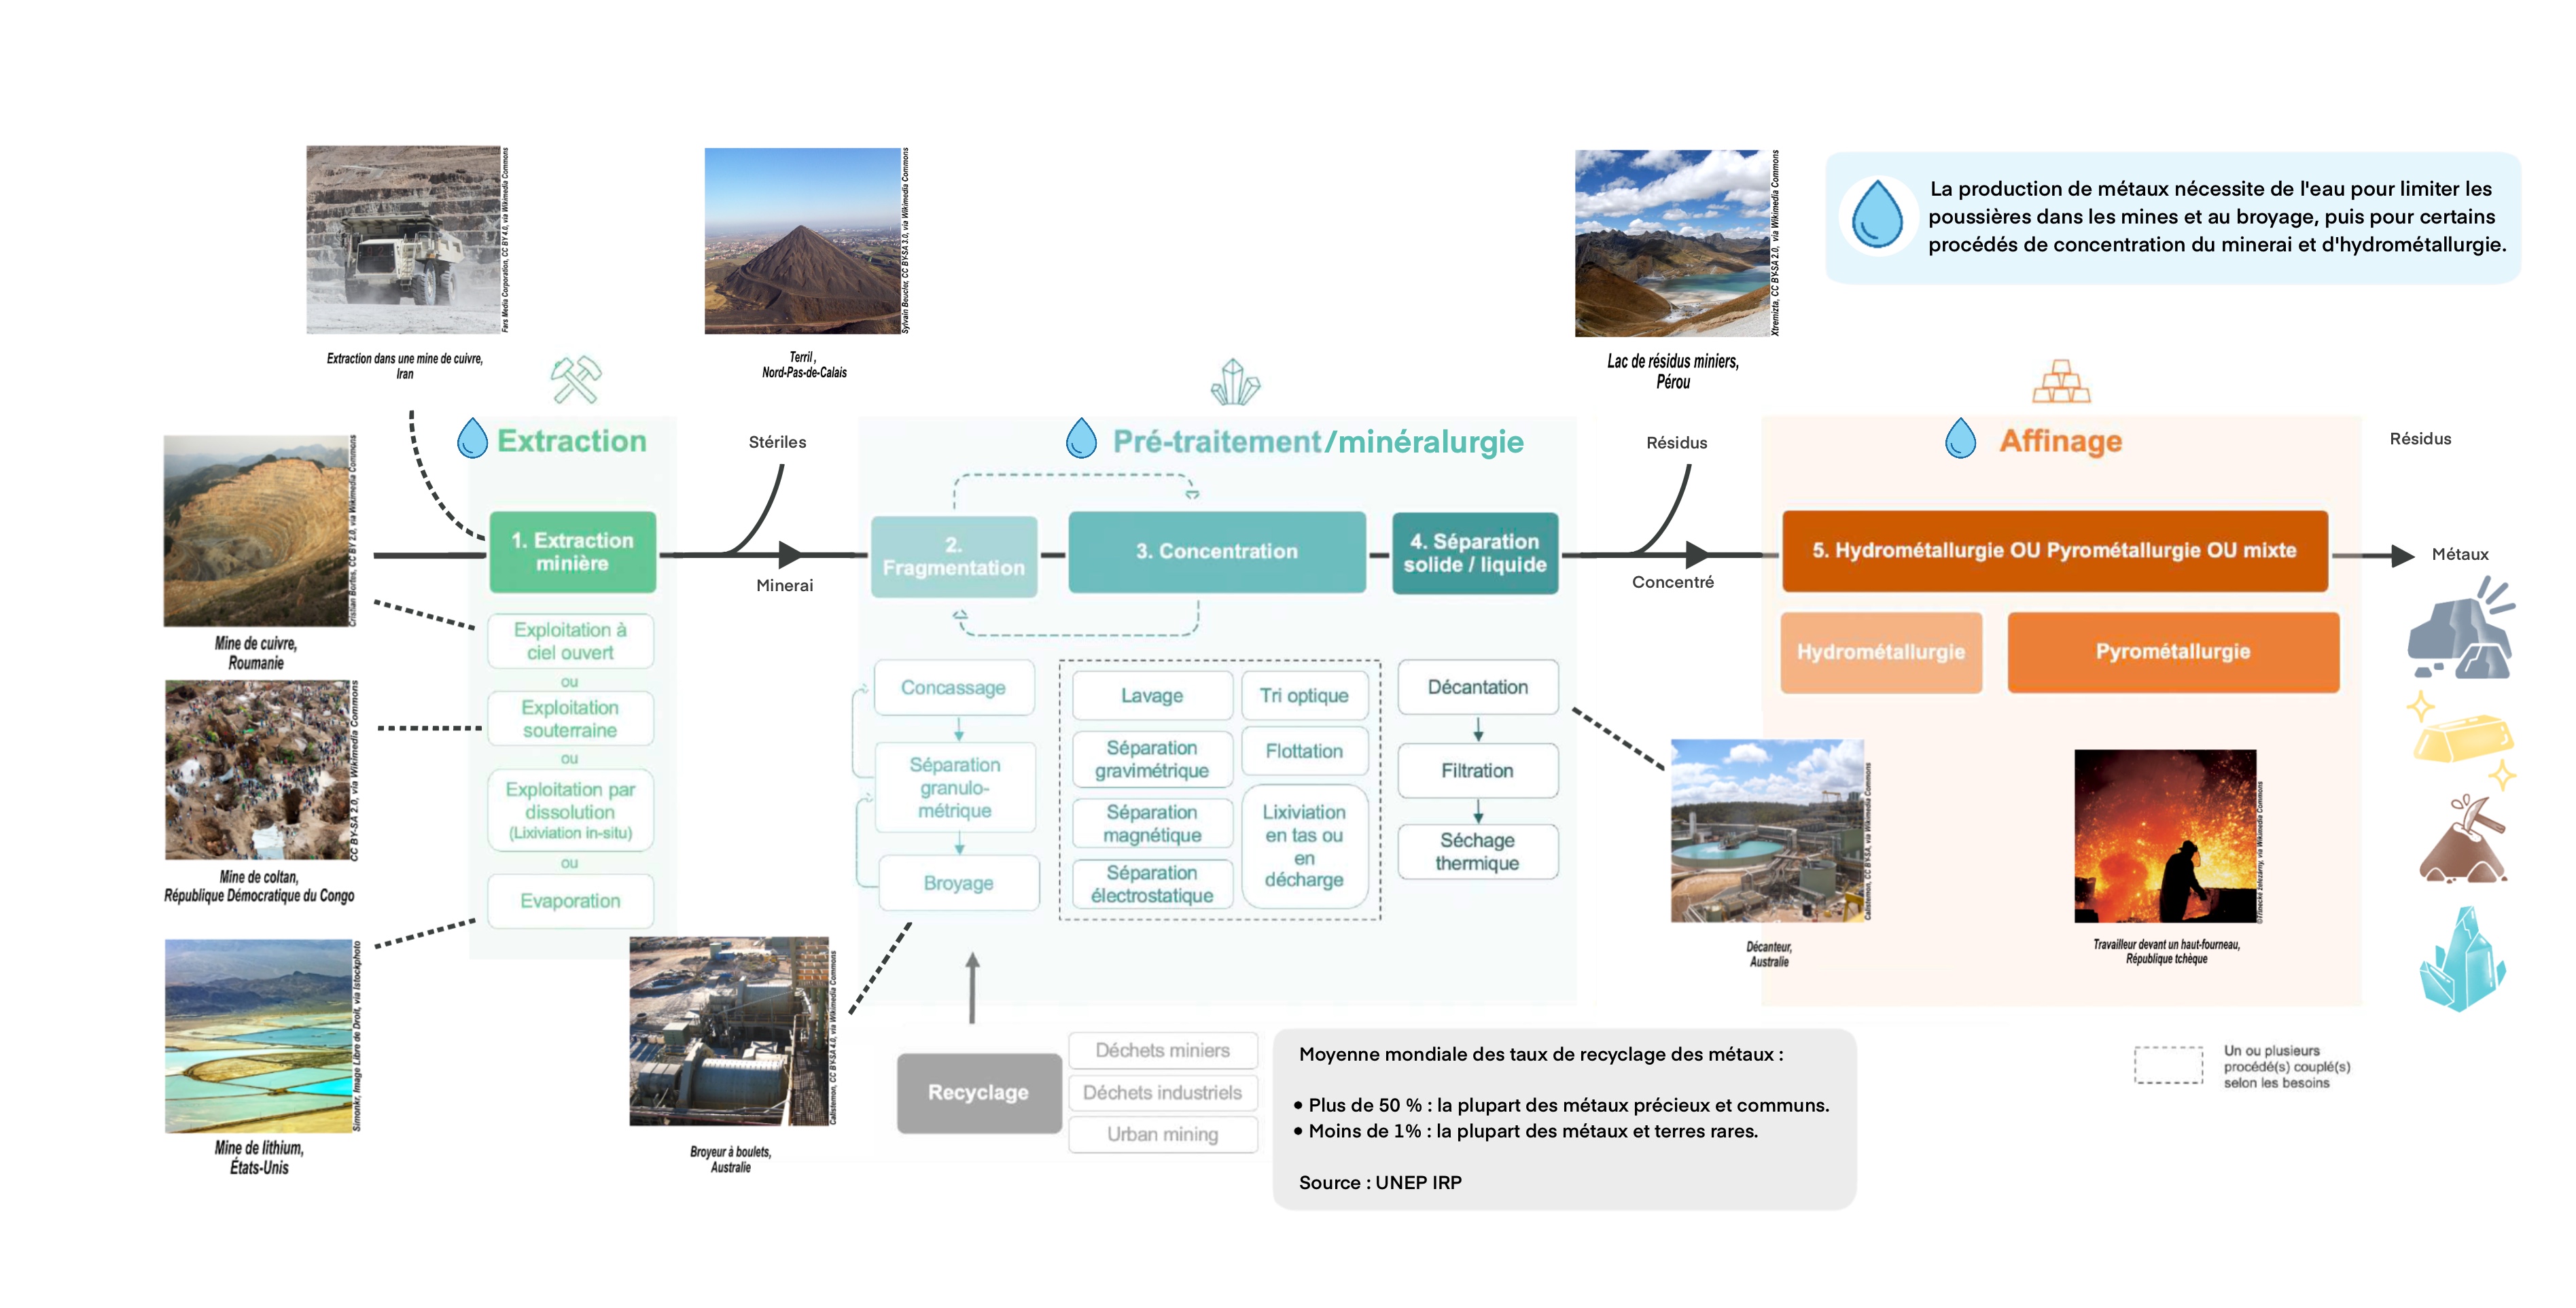 La production de métaux nécessite de l'eau pour limiter les
poussières dans les mines et au broyage, puis pour certains
procédés de concentration du minerai et d'hydrométallurgie.
Fars Media Corporation, CC BY 4.0, via Wikimedia Commons
Extraction dans une mine de cuivre,
Iran
Sylvain Beucler, CC BY-SA 3.0, via Wikimedia Commons
Terril,
Nord-Pas-de-Calais
Xtremizta, CC BY-SA 2.0, via Wikimedia Commons
Lac de résidus miniers,
Pérou
Cristian Bortes, CC BY 2.0, via Wikimedia Commons
Mine de cuivre,
Roumanie
CC BY-SA 2.0, via Wikimedia Commons
Mine de coltan,
République Démocratique du Congo
Simonkr, Image Libre de Droit, via Istockphoto
Mine de lithium,
États-Unis
Extraction
1. Extraction
minière
Exploitation à
ciel ouvert
ou
Exploitation
souterraine
ou
Exploitation par
dissolution
(Lixiviation in-situ)
ou
Evaporation
Stériles
Minerai
Pré-traitement/minéralurgie
2.
Fragmentation
3. Concentration
4. Séparation
solide / liquide
Concassage
Séparation
granulo-
métrique
Broyage
Lavage
Séparation
gravimétrique
Séparation
magnétique
Séparation
électrostatique
Tri optique
Flottation
Lixiviation
en tas ou
en
décharge
Décantation
Filtration
Séchage
thermique
Calistemon, CC BY-SA 4.0, via Wikimedia Commons
Broyeur à boulets,
Australie
Résidus
Concentré
Affinage
5. Hydrométallurgie OU Pyrométallurgie OU mixte
Hydrométallurgie
Pyrométallurgie
Calistemon, CC BY-SA, via Wikimedia Commons
Décanteur,
Australie
via Wikimedia Commons
Travailleur devant un haut-fourneau,
République tchèque
Résidus
Métaux
Recyclage
Déchets miniers
Déchets industriels
Urban mining
Moyenne mondiale des taux de recyclage des métaux :
• Plus de 50 % : la plupart des métaux précieux et communs.
• Moins de 1% : la plupart des métaux et terres rares.
Source : UNEP IRP
Un ou plusieurs
procédé(s) couplé(s)
selon les besoins